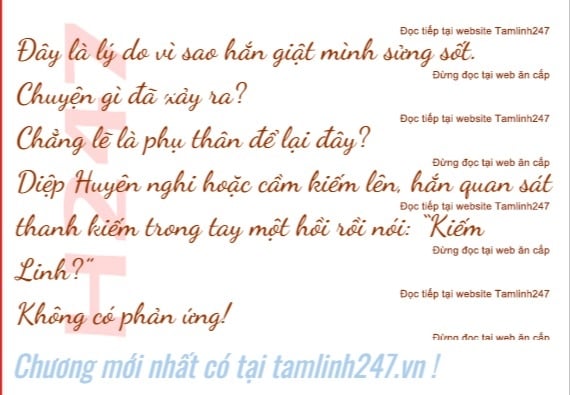 Đọc tiếp tại website Tamlinh247
Đây là lý do vì sao hắn giật mình sửng sốt.
Đừng đọc tại web ăn cắp
Chuyện gì đã xảy ra?
Đọc tiếp tại website Tamlinh247
Chẳng lẽ là phụ thân để lại đây?
Đừng đọc tại web ăn cắp
Diệp Huyên nghi hoặc cầm kiếm lên, hắn quan sát
Đọc tiếp tại website Tamlinh247
thanh kiếm trong tay một hồi rồi nói: “Kiếm
Đừng đọc tại web ăn cắp
Linh?”
Đọc tiếp tại website Tamlinh247
Không có phản ứng!
Đừng đọc tại web ăn cắp
Chương mới nhất có tại tamlinh247.vn !
H247